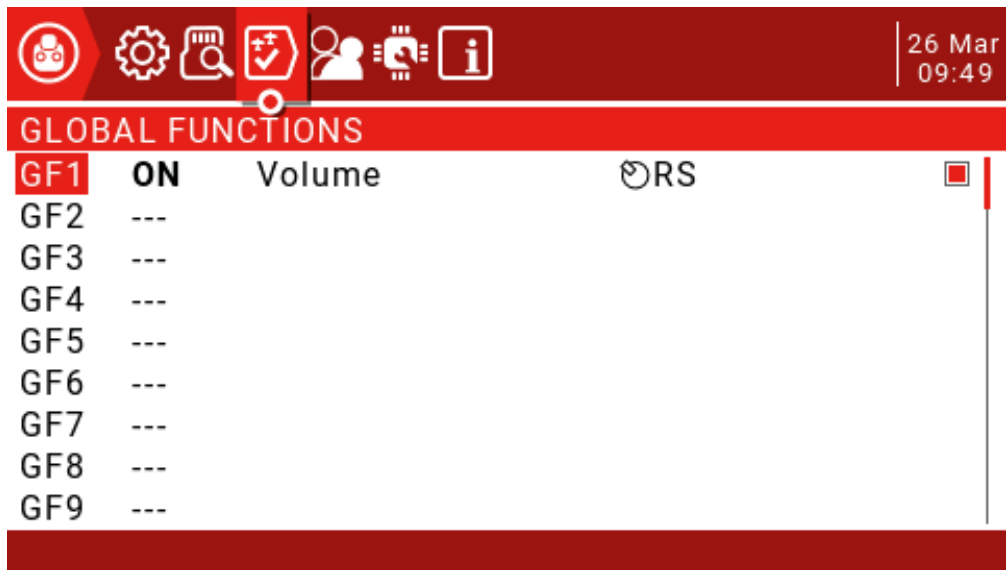 26 Mar
09:49
GLOBAL FUNCTIONS
GF1 ON Volume RS
GF2 ---
GF3 ---
GF4 ---
GF5 ---
GF6 ---
GF7 ---
GF8 ---
GF9 ---